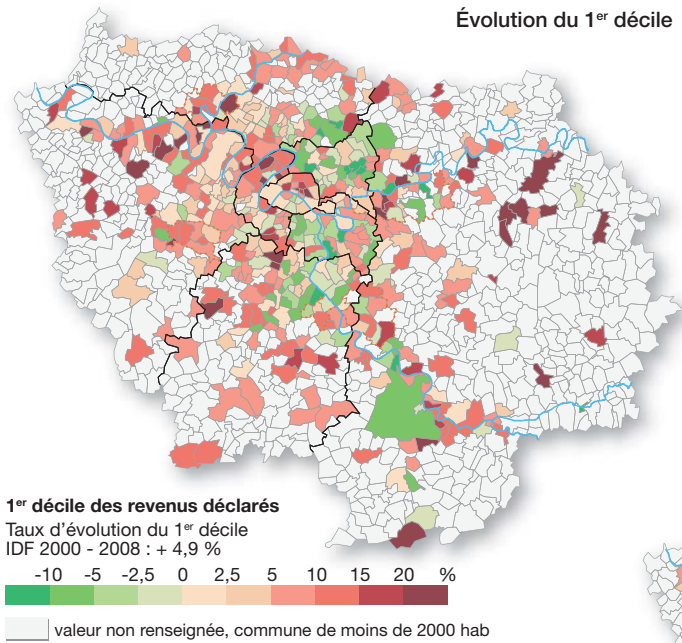 Évolution du 1er décile
1er décile des revenus déclarés
Taux d'évolution du 1er décile
IDF 2000 - 2008 : + 4,9 %
-10 -5 -2,5 0 2,5 5 10 15 20 %
valeur non renseignée, commune de moins de 2000 hab